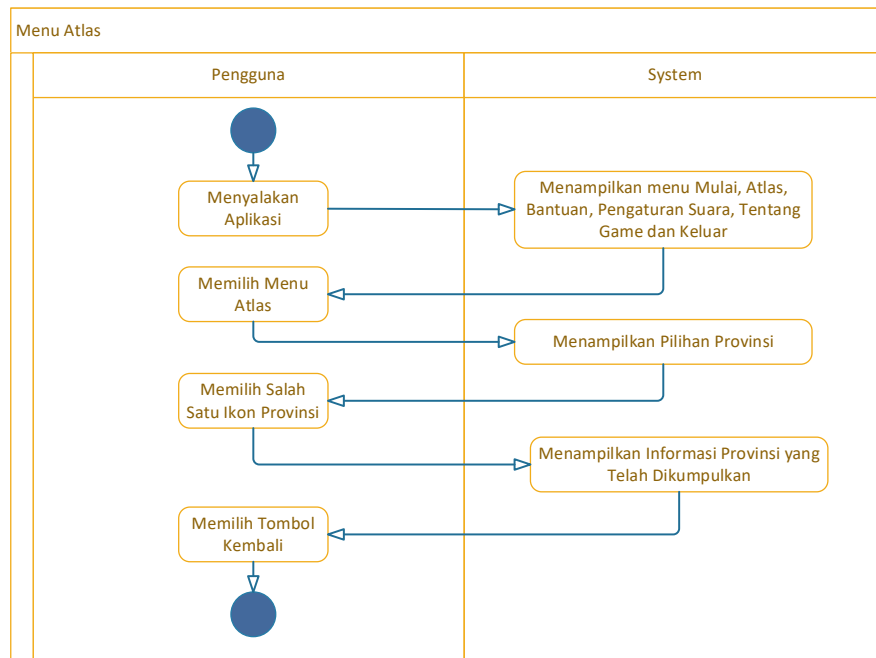 Menu Atlas
Pengguna
System
Menyalakan
Aplikasi
Menampilkan menu Mulai, Atlas,
Bantuan, Pengaturan Suara, Tentang
Game dan Keluar
Memilih Menu
Atlas
Menampilkan Pilihan Provinsi
Memilih Salah
Satu Ikon Provinsi
Menampilkan Informasi Provinsi yang
Telah Dikumpulkan
Memilih Tombol
Kembali